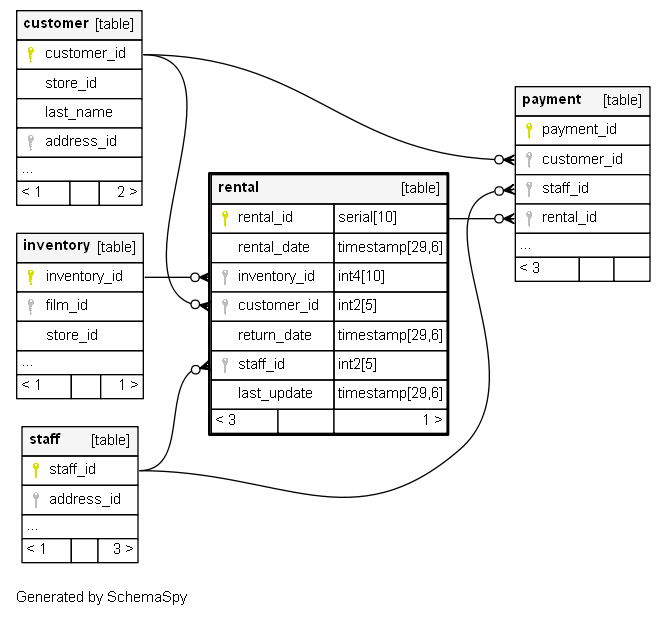 customer [table]
customer_id
store_id
last_name
address_id
...
< 1 2 >
inventory [table]
inventory_id
film_id
store_id
...
< 1 1 >
staff [table]
staff_id
address_id
...
< 1 3 >
rental [table]
rental_id serial[10]
rental_date timestamp[29,6]
inventory_id int4[10]
customer_id int2[5]
return_date timestamp[29,6]
staff_id int2[5]
last_update timestamp[29,6]
< 3 1 >
payment [table]
payment_id
customer_id
staff_id
rental_id
...
< 3
Generated by SchemaSpy